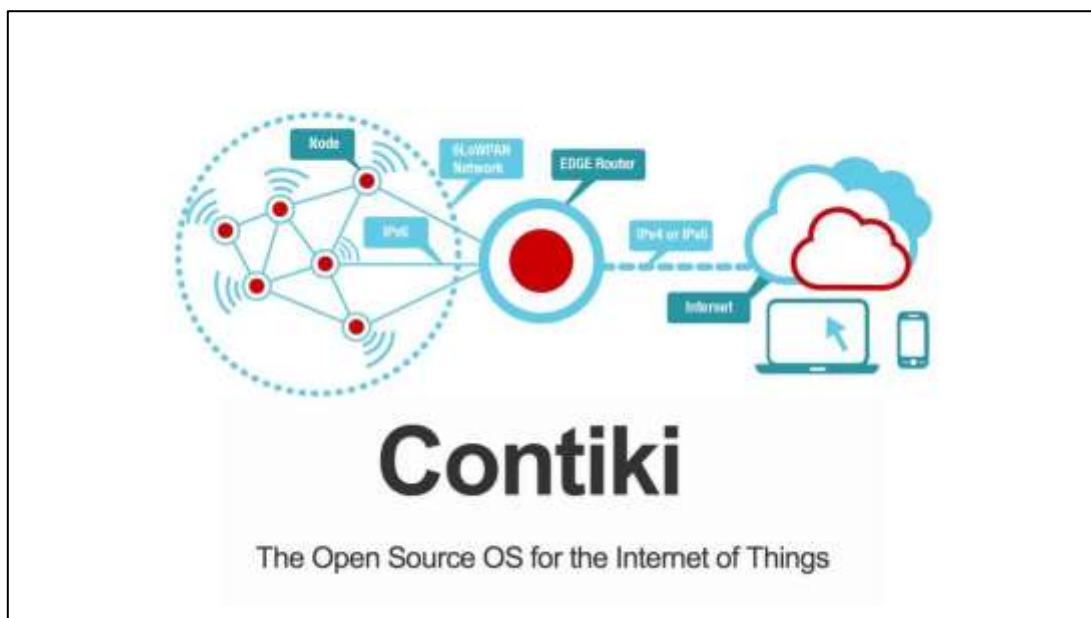 Node
6LoWPAN
Network
EDGE Router
IPv6
IPv4 or IPv6
Internet
Contiki
The Open Source OS for the Internet of Things